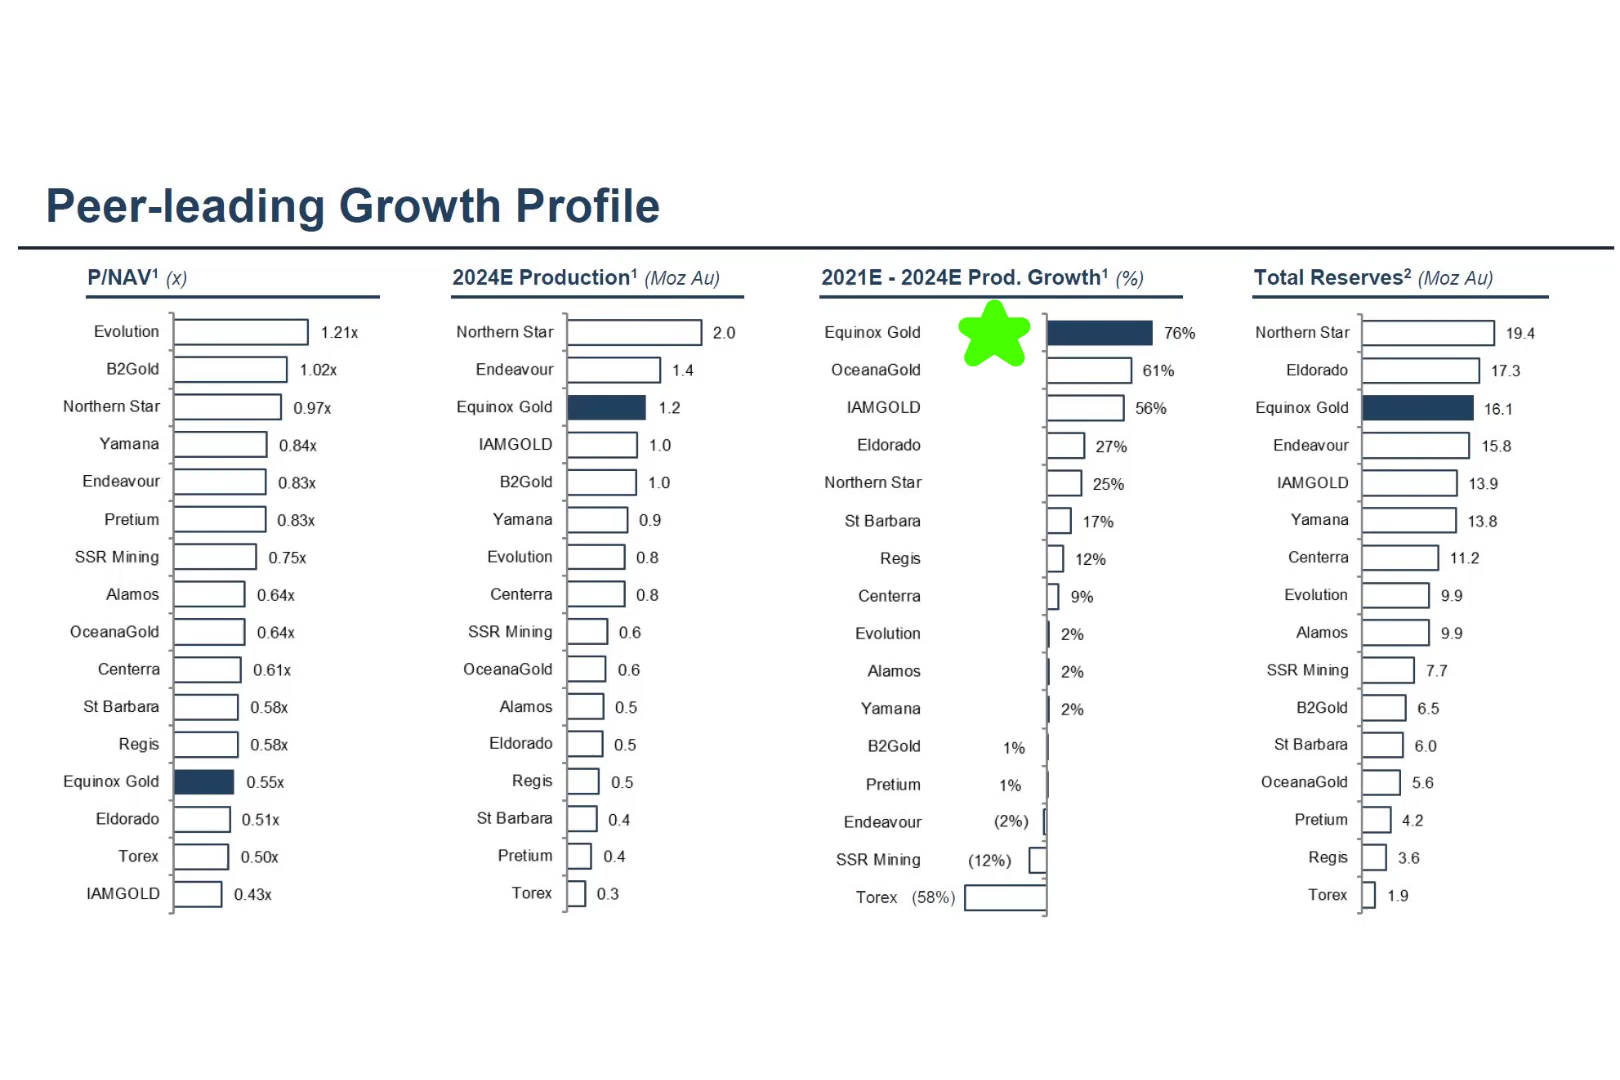 Peer-leading Growth Profile
P/NAV¹ (x)
Evolution 1.21x
B2Gold 1.02x
Northern Star 0.97x
Yamana 0.84x
Endeavour 0.83x
Pretium 0.83x
SSR Mining 0.75x
Alamos 0.64x
OceanaGold 0.64x
Centerra 0.61x
St Barbara 0.58x
Regis 0.58x
Equinox Gold 0.55x
Eldorado 0.51x
Torex 0.50x
IAMGOLD 0.43x
2024E Production¹ (Moz Au)
Northern Star 2.0
Endeavour 1.4
Equinox Gold 1.2
IAMGOLD 1.0
B2Gold 1.0
Yamana 0.9
Evolution 0.8
Centerra 0.8
SSR Mining 0.6
OceanaGold 0.6
Alamos 0.5
Eldorado 0.5
Regis 0.5
St Barbara 0.4
Pretium 0.4
Torex 0.3
2021E - 2024E Prod. Growth¹ (%)
Equinox Gold 76%
OceanaGold 61%
IAMGOLD 56%
Eldorado 27%
Northern Star 25%
St Barbara 17%
Regis 12%
Centerra 9%
Evolution 2%
Alamos 2%
Yamana 2%
B2Gold 1%
Pretium 1%
Endeavour (2%)
SSR Mining (12%)
Torex (58%)
Total Reserves² (Moz Au)
Northern Star 19.4
Eldorado 17.3
Equinox Gold 16.1
Endeavour 15.8
IAMGOLD 13.9
Yamana 13.8
Centerra 11.2
Evolution 9.9
Alamos 9.9
SSR Mining 7.7
B2Gold 6.5
St Barbara 6.0
OceanaGold 5.6
Pretium 4.2
Regis 3.6
Torex 1.9